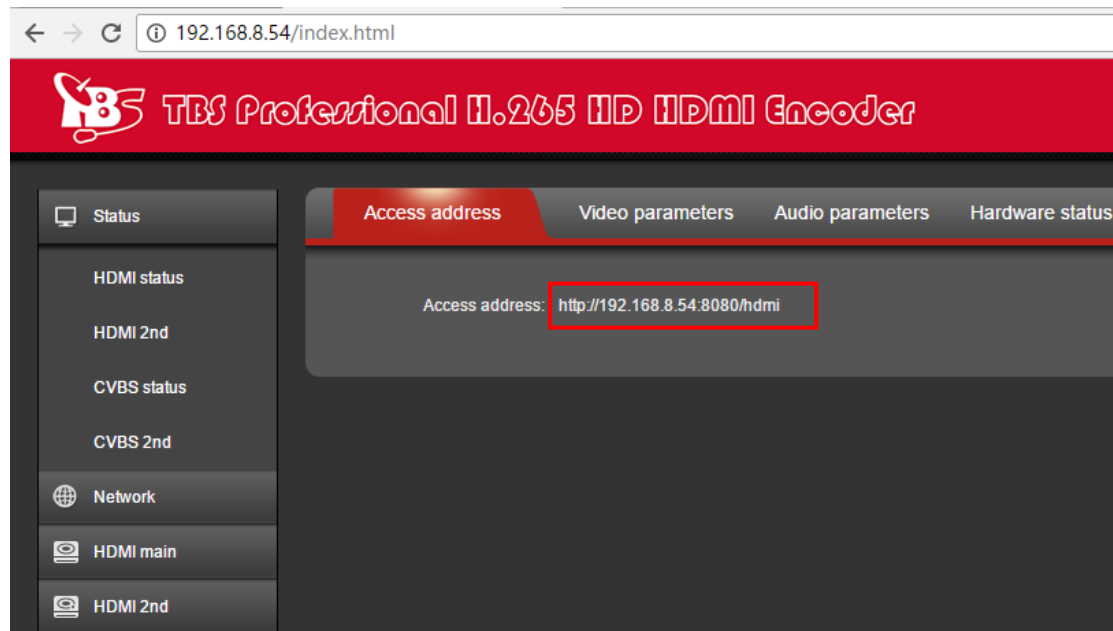 192.168.8.54/index.html
TBS TBS Professional H.265 HD HDMI Encoder
Status
Access address Video parameters Audio parameters Hardware status
HDMI status
Access address: http://192.168.8.54:8080/hdmi
HDMI 2nd
CVBS status
CVBS 2nd
Network
HDMI main
HDMI 2nd